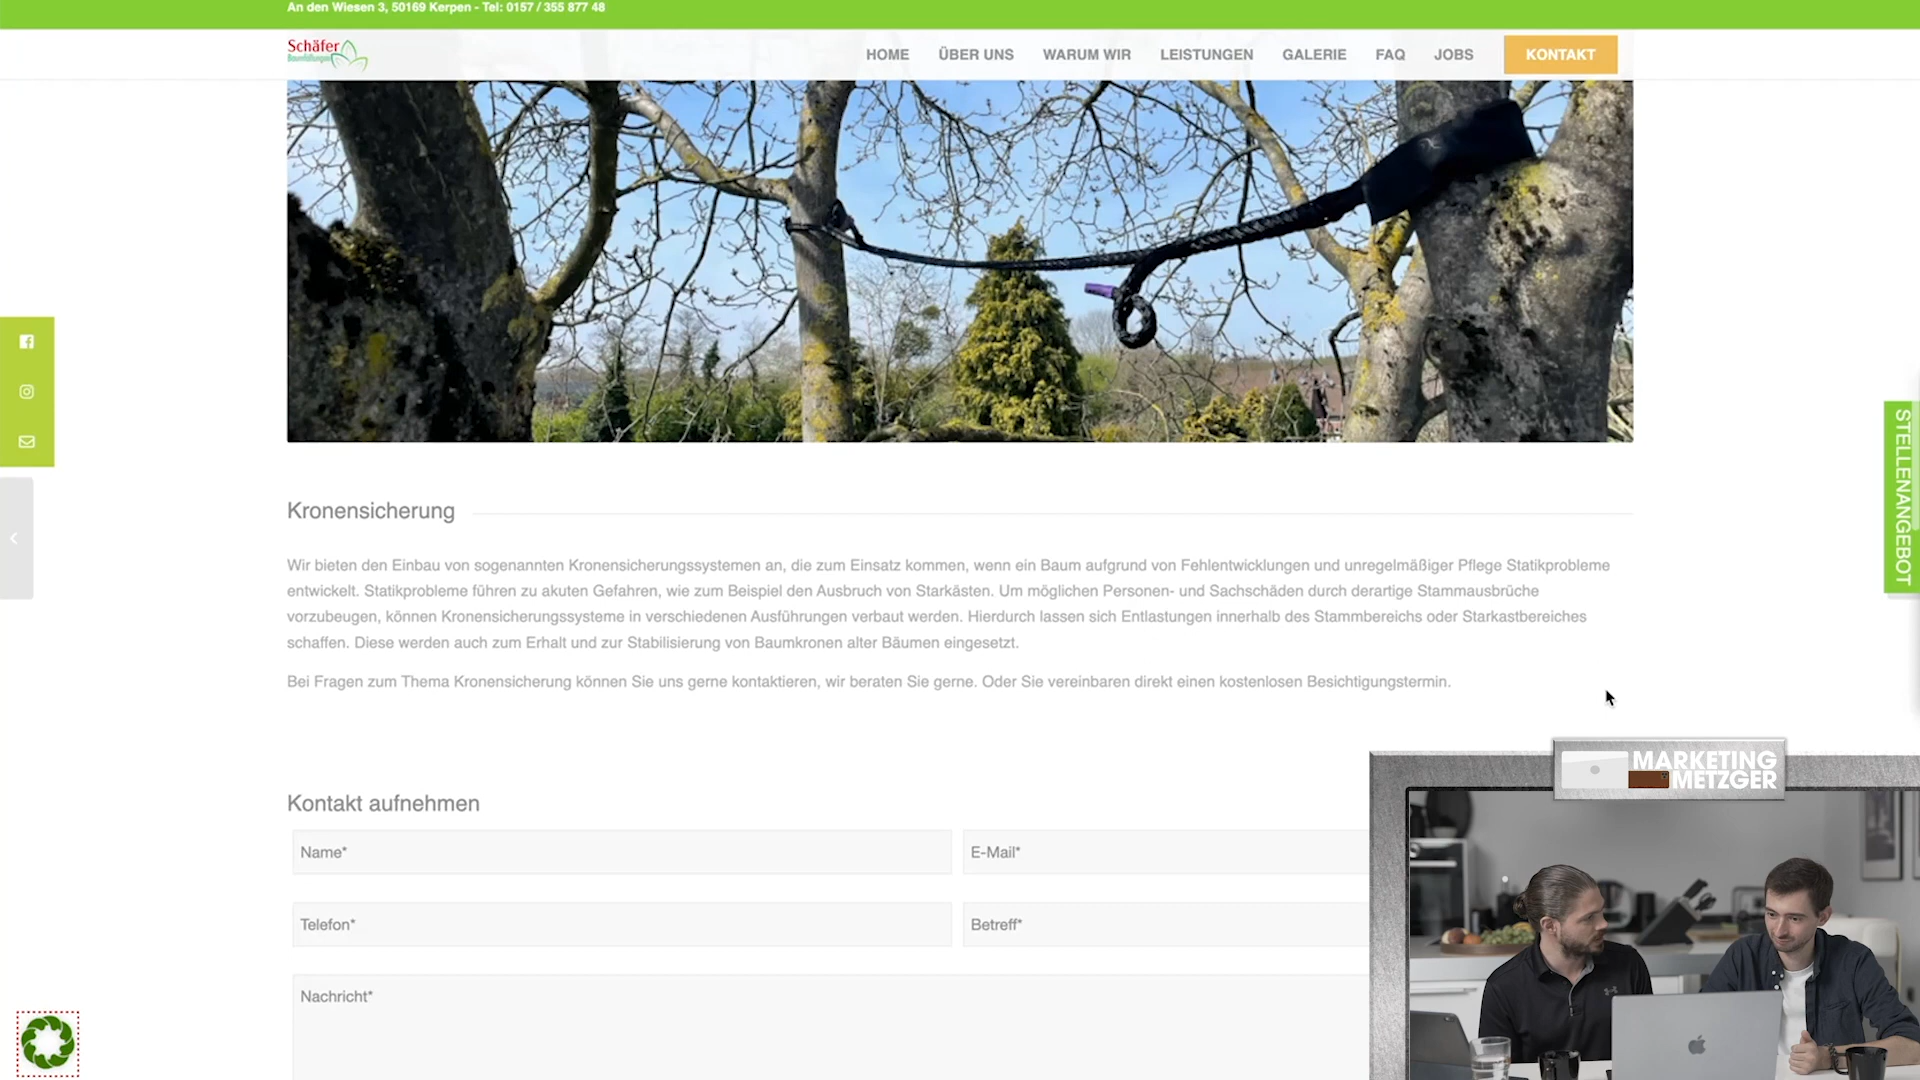 An den Wiesen 3, 50169 Kerpen - Tel: 0157 / 355 877 48
Schäfer
Baumfällungen
HOME ÜBER UNS WARUM WIR LEISTUNGEN GALERIE FAQ JOBS KONTAKT
STELLENANGEBOT
Kronensicherung
Wir bieten den Einbau von sogenannten Kronensicherungssystemen an, die zum Einsatz kommen, wenn ein Baum aufgrund von Fehlentwicklungen und unregelmäßiger Pflege Statikprobleme
entwickelt. Statikprobleme führen zu akuten Gefahren, wie zum Beispiel den Ausbruch von Starkästen. Um möglichen Personen- und Sachschäden durch derartige Stammausbrüche
vorzubeugen, können Kronensicherungssysteme in verschiedenen Ausführungen verbaut werden. Hierdurch lassen sich Entlastungen innerhalb des Stammbereichs oder Starkastbereiches
schaffen. Diese werden auch zum Erhalt und zur Stabilisierung von Baumkronen alter Bäumen eingesetzt.
Bei Fragen zum Thema Kronensicherung können Sie uns gerne kontaktieren, wir beraten Sie gerne. Oder Sie vereinbaren direkt einen kostenlosen Besichtigungstermin.
MARKETING
METZGER
Kontakt aufnehmen
Name* E-Mail*
Telefon* Betreff*
Nachricht*